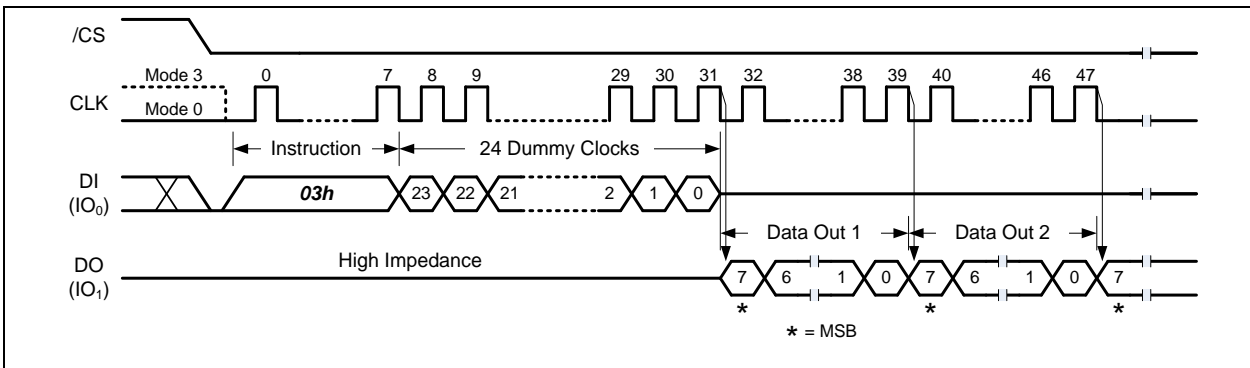 /CS
Mode 3 0 7 8 9 29 30 31 32 38 39 40 46 47
CLK
Mode 0
Instruction 24 Dummy Clocks
DI
(IO₀)
03h 23 22 21 2 1 0
Data Out 1 Data Out 2
High Impedance
DO
(IO₁)
7 6 1 0 7 6 1 0 7
* * *
* = MSB